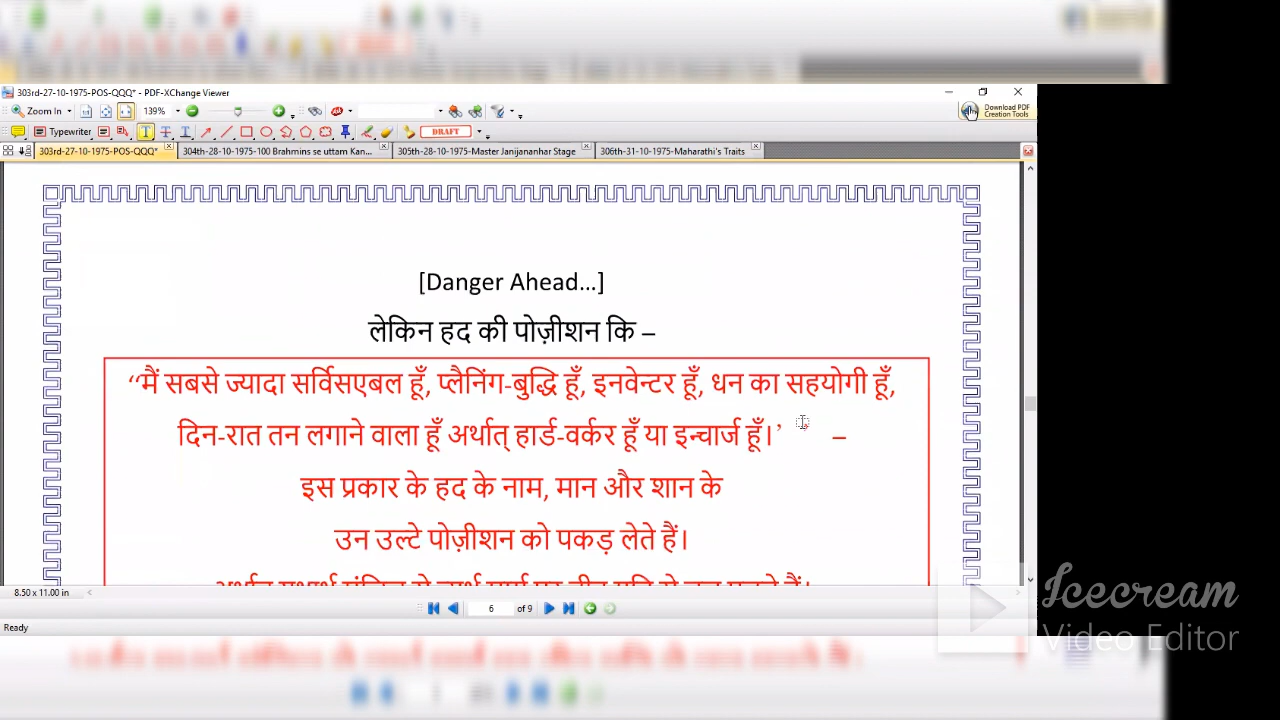 303rd-27-10-1975-POS-QQQ* - PDF-XChange Viewer
Zoom In
139%
Download PDF
Creation Tools
Typewriter
DRAFT
303rd-27-10-1975-POS-QQQ*
304th-28-10-1975-100 Brahmins se uttam Kan...
305th-28-10-1975-Master Janijananhar Stage
306th-31-10-1975-Maharathi's Traits
[Danger Ahead…]
लेकिन हद की पोज़ीशन कि –
“मैं सबसे ज्यादा सर्विसएबल हूँ, प्लैनिंग-बुद्धि हूँ, इनवेन्टर हूँ, धन का सहयोगी हूँ,
दिन-रात तन लगाने वाला हूँ अर्थात् हार्ड-वर्कर हूँ या इन्चार्ज हूँ।’ –
इस प्रकार के हद के नाम, मान और शान के
उन उल्टे पोज़ीशन को पकड़ लेते हैं।
8.50 x 11.00 in
6 of 9
Ready
Icecream
Video Editor